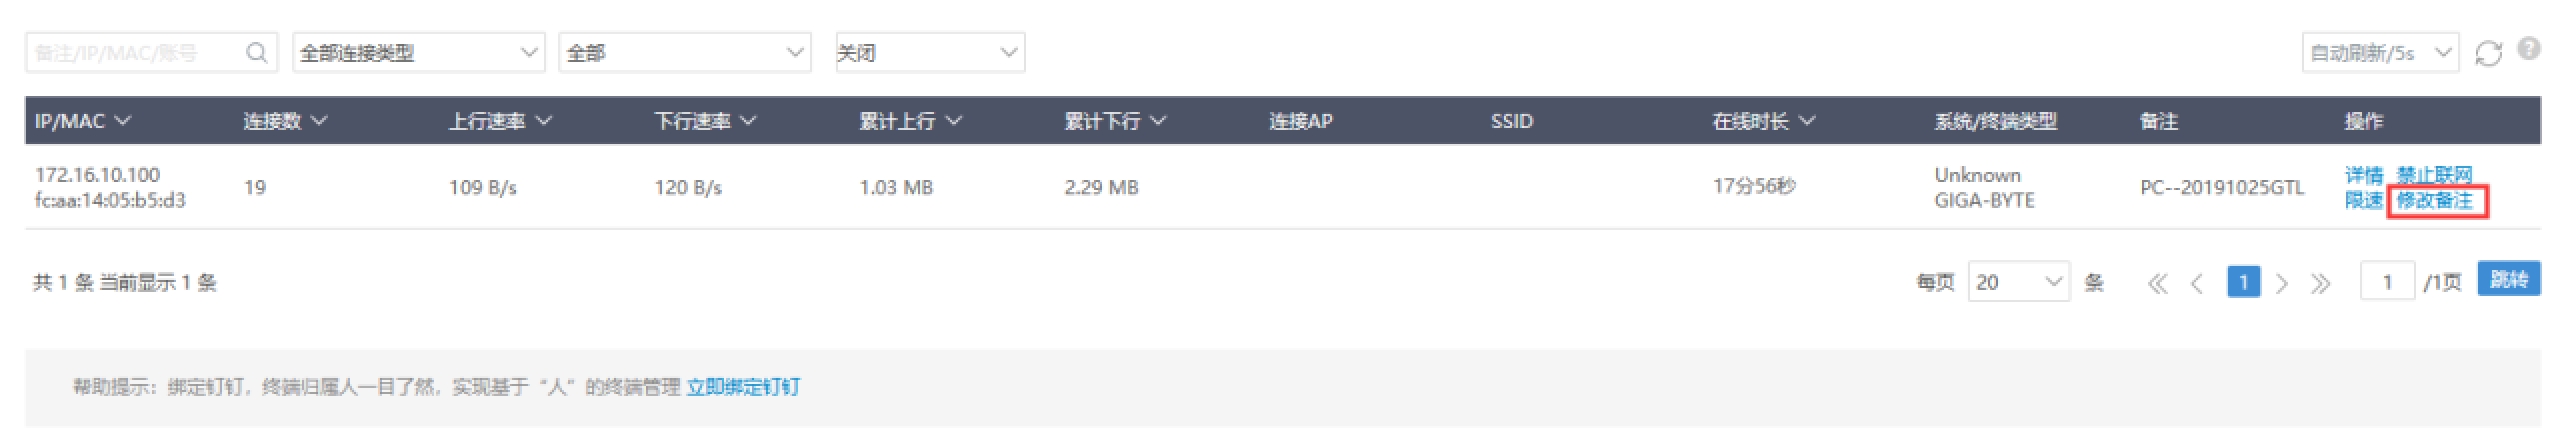 备注/IP/MAC/账号 全部连接类型 全部 关闭 自动刷新/5s
IP/MAC 连接数 上行速率 下行速率 累计上行 累计下行 连接AP SSID 在线时长 系统/终端类型 备注 操作
172.16.10.100 Unknown 详情 禁止联网
19 109 B/s 120 B/s 1.03 MB 2.29 MB 17分56秒 PC--20191025GTL
fc:aa:14:05:b5:d3 GIGA-BYTE 限速 修改备注
共 1 条 当前显示 1 条 每页 20 条 1 1 /1页 跳转
帮助提示：绑定钉钉，终端归属人一目了然，实现基于“人”的终端管理 立即绑定钉钉